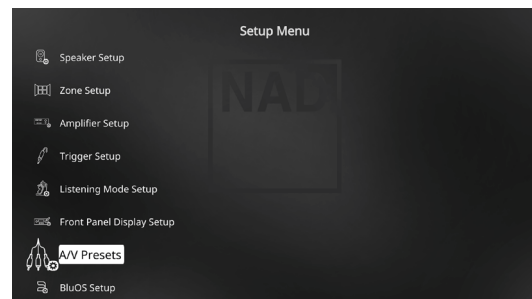 Setup Menu
Speaker Setup
NAD
Zone Setup
Amplifier Setup
Trigger Setup
Listening Mode Setup
Front Panel Display Setup
A/V Presets
BluOS Setup